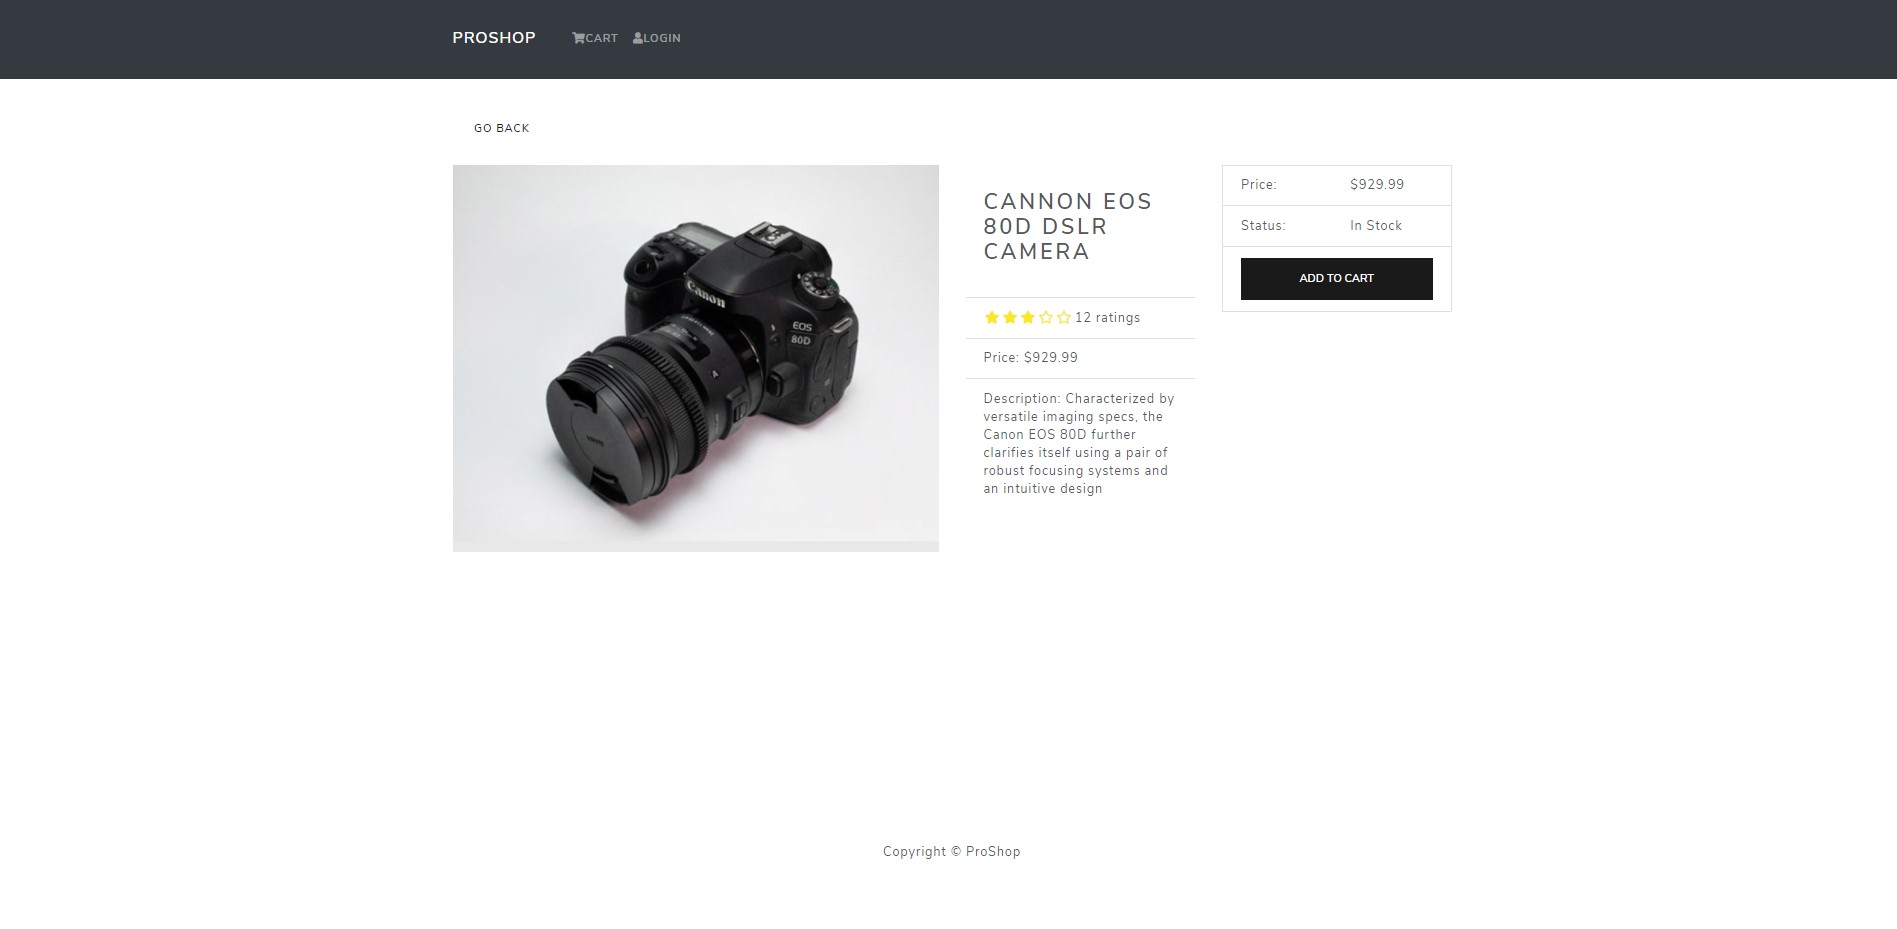 PROSHOP CART LOGIN
GO BACK
Canon
EOS
80D
A
CANNON EOS
80D DSLR
CAMERA
12 ratings
Price: $929.99
Description: Characterized by
versatile imaging specs, the
Canon EOS 80D further
clarifies itself using a pair of
robust focusing systems and
an intuitive design
Price: $929.99
Status: In Stock
ADD TO CART
Copyright © ProShop